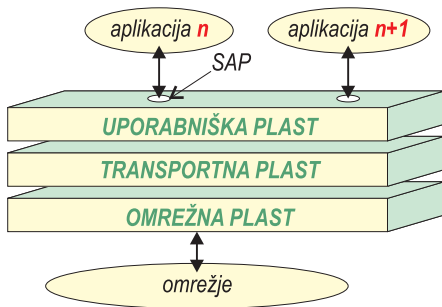 aplikacija n
aplikacija n+1
SAP
UPORABNIŠKA PLAST
TRANSPORTNA PLAST
OMREŽNA PLAST
omrežje